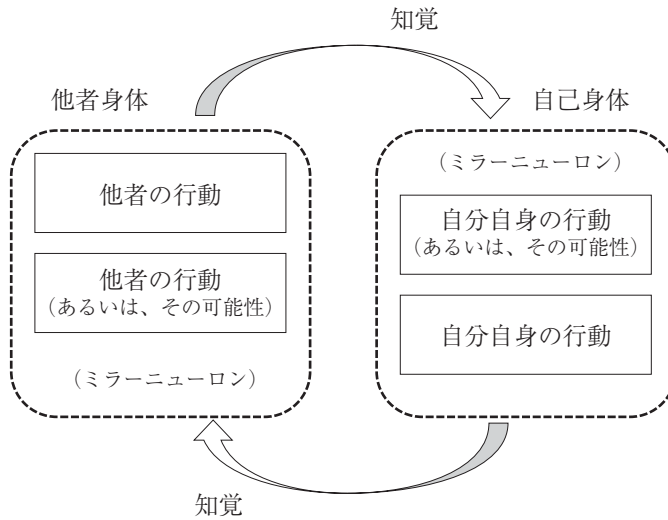 知覚
他者身体
自己身体
他者の行動
他者の行動
（あるいは、その可能性）
（ミラーニューロン）
（ミラーニューロン）
自分自身の行動
（あるいは、その可能性）
自分自身の行動
知覚